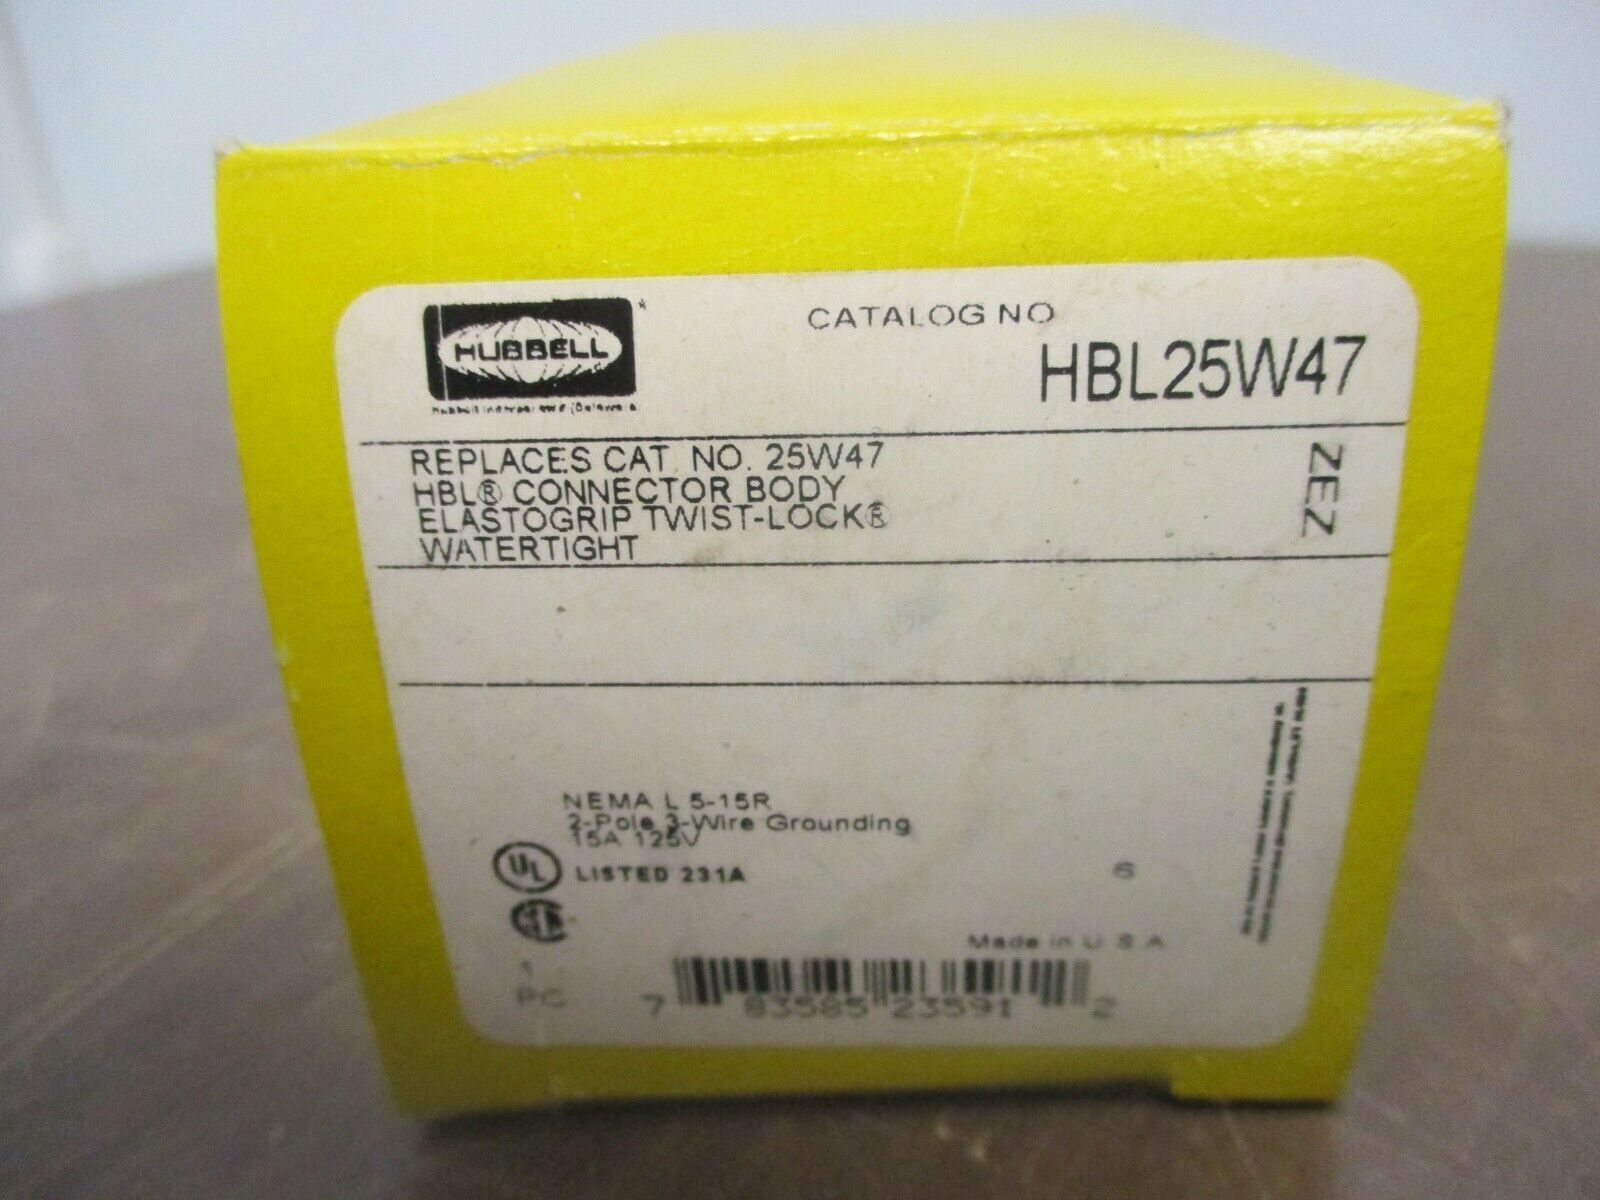 HUBBELL
CATALOG NO
HBL25W47
REPLACES CAT. NO. 25W47
HBL® CONNECTOR BODY
ELASTOGRIP TWIST-LOCK®
WATERTIGHT
ZEZ
NEMA L 5-15R
2-Pole 3-Wire Grounding
15A 125V
UL LISTED 231A
6
Made in U.S.A
1
PC
7 83585 23591 2